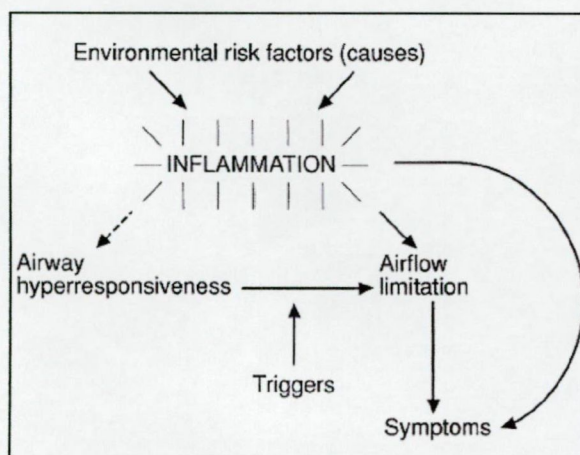 Environmental risk factors (causes)
INFLAMMATION
Airway
hyperresponsiveness
Airflow
limitation
Triggers
Symptoms